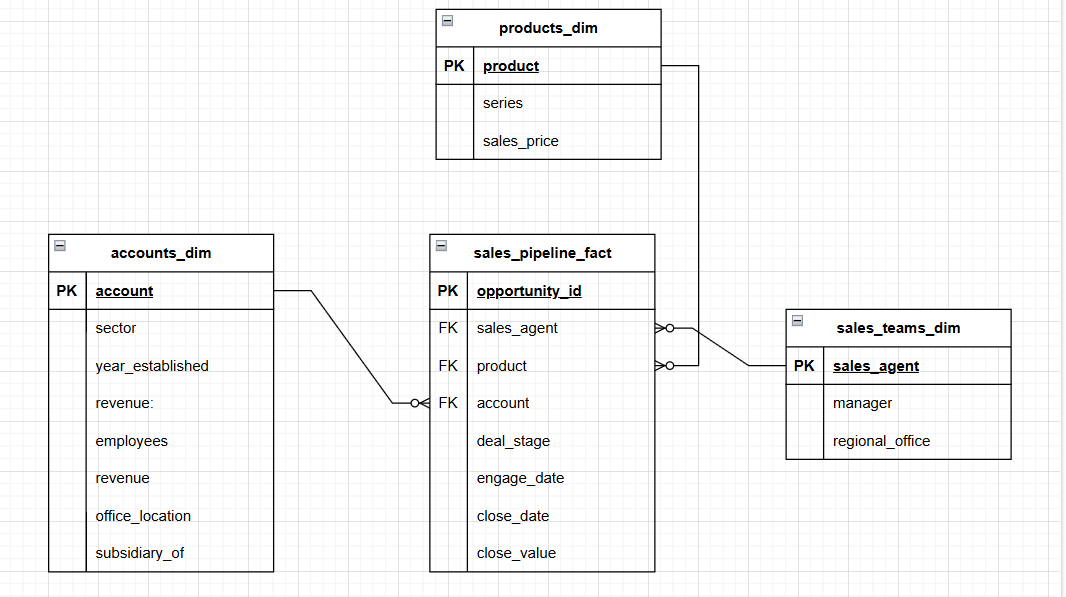 products_dim
PK product
series
sales_price
accounts_dim
PK account
sector
year_established
revenue:
employees
revenue
office_location
subsidiary_of
sales_pipeline_fact
PK opportunity_id
FK sales_agent
FK product
FK account
deal_stage
engage_date
close_date
close_value
sales_teams_dim
PK sales_agent
manager
regional_office